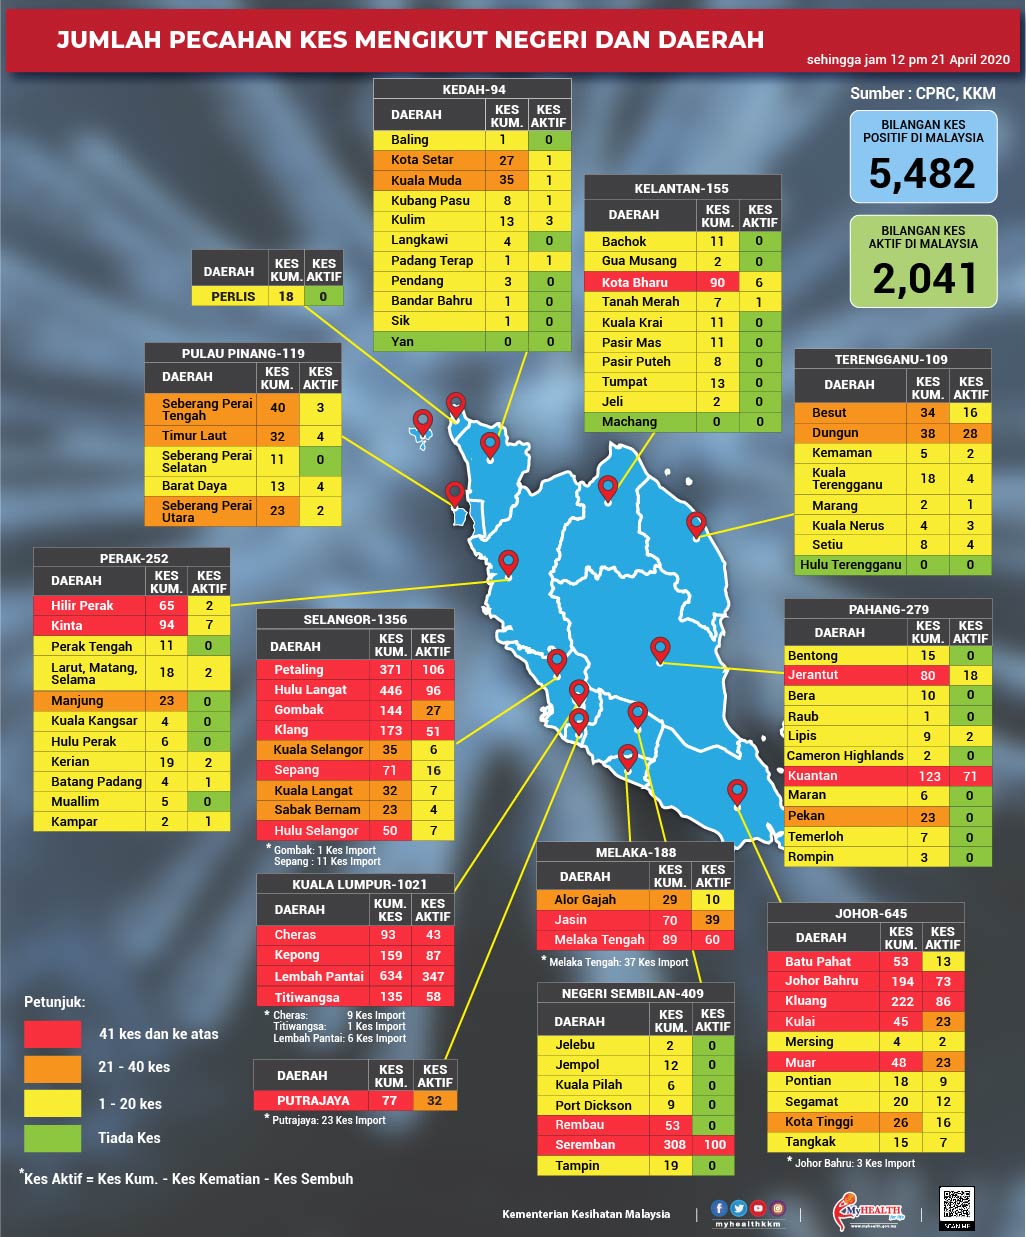 JUMLAH PECAHAN KES MENGIKUT NEGERI DAN DAERAH
sehingga jam 12 pm 21 April 2020
Sumber : CPRC, KKM
BILANGAN KES
POSITIF DI MALAYSIA
5,482
BILANGAN KES
AKTIF DI MALAYSIA
2,041
KEDAH-94
DAERAH KES KUM. KES AKTIF
Baling 1 0
Kota Setar 27 1
Kuala Muda 35 1
Kubang Pasu 8 1
Kulim 13 3
Langkawi 4 0
Padang Terap 1 1
Pendang 3 0
Bandar Bahru 1 0
Sik 1 0
Yan 0 0
KELANTAN-155
DAERAH KES KUM. KES AKTIF
Bachok 11 0
Gua Musang 2 0
Kota Bharu 90 6
Tanah Merah 7 1
Kuala Krai 11 0
Pasir Mas 11 0
Pasir Puteh 8 0
Tumpat 13 0
Jeli 2 0
Machang 0 0
DAERAH KES KUM. KES AKTIF
PERLIS 18 0
PULAU PINANG-119
DAERAH KES KUM. KES AKTIF
Seberang Perai Tengah 40 3
Timur Laut 32 4
Seberang Perai Selatan 11 0
Barat Daya 13 4
Seberang Perai Utara 23 2
TERENGGANU-109
DAERAH KES KUM. KES AKTIF
Besut 34 16
Dungun 38 28
Kemaman 5 2
Kuala Terengganu 18 4
Marang 2 1
Kuala Nerus 4 3
Setiu 8 4
Hulu Terengganu 0 0
PERAK-252
DAERAH KES KUM. KES AKTIF
Hilir Perak 65 2
Kinta 94 7
Perak Tengah 11 0
Larut, Matang, Selama 18 2
Manjung 23 0
Kuala Kangsar 4 0
Hulu Perak 6 0
Kerian 19 2
Batang Padang 4 1
Muallim 5 0
Kampar 2 1
SELANGOR-1356
DAERAH KES KUM. KES AKTIF
Petaling 371 106
Hulu Langat 446 96
Gombak 144 27
Klang 173 51
Kuala Selangor 35 6
Sepang 71 16
Kuala Langat 32 7
Sabak Bernam 23 4
Hulu Selangor 50 7
* Gombak: 1 Kes Import
Sepang : 11 Kes Import
PAHANG-279
DAERAH KES KUM. KES AKTIF
Bentong 15 0
Jerantut 80 18
Bera 10 0
Raub 1 0
Lipis 9 2
Cameron Highlands 2 0
Kuantan 123 71
Maran 6 0
Pekan 23 0
Temerloh 7 0
Rompin 3 0
KUALA LUMPUR-1021
DAERAH KUM. KES KES AKTIF
Cheras 93 43
Kepong 159 87
Lembah Pantai 634 347
Titiwangsa 135 58
* Cheras: 9 Kes Import
Titiwangsa: 1 Kes Import
Lembah Pantai: 6 Kes Import
DAERAH KES KUM. KES AKTIF
PUTRAJAYA 77 32
* Putrajaya: 23 Kes Import
MELAKA-188
DAERAH KES KUM. KES AKTIF
Alor Gajah 29 10
Jasin 70 39
Melaka Tengah 89 60
* Melaka Tengah: 37 Kes Import
NEGERI SEMBILAN-409
DAERAH KES KUM. KES AKTIF
Jelebu 2 0
Jempol 12 0
Kuala Pilah 6 0
Port Dickson 9 0
Rembau 53 0
Seremban 308 100
Tampin 19 0
JOHOR-645
DAERAH KES KUM. KES AKTIF
Batu Pahat 53 13
Johor Bahru 194 73
Kluang 222 86
Kulai 45 23
Mersing 4 2
Muar 48 23
Pontian 18 9
Segamat 20 12
Kota Tinggi 26 16
Tangkak 15 7
* Johor Bahru: 3 Kes Import
Petunjuk:
41 kes dan ke atas
21 - 40 kes
1 - 20 kes
Tiada Kes
*Kes Aktif = Kes Kum. - Kes Kematian - Kes Sembuh
Kementerian Kesihatan Malaysia
myhealthkkm
MyHEALTH
for life
www.myhealth.gov.my
SCAN ME